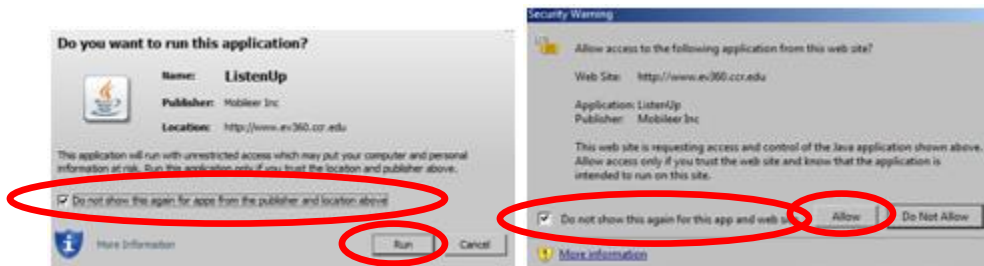 Do you want to run this application?
Name: ListenUp
Publisher: Mobileer Inc
Location: http://www.ev360.ccr.edu
This application will run with unrestricted access which may put your computer and personal
information at risk. Run this application only if you trust the location and publisher above.
Do not show this again for apps from the publisher and location above
More Information
Run
Cancel
Security Warning
Allow access to the following application from this web site?
Web Site: http://www.ev360.ccr.edu
Application: ListenUp
Publisher: Mobileer Inc
This web site is requesting access and control of the Java application shown above.
Allow access only if you trust the web site and know that the application is
intended to run on this site.
Do not show this again for this app and web
Allow
Do Not Allow
More information